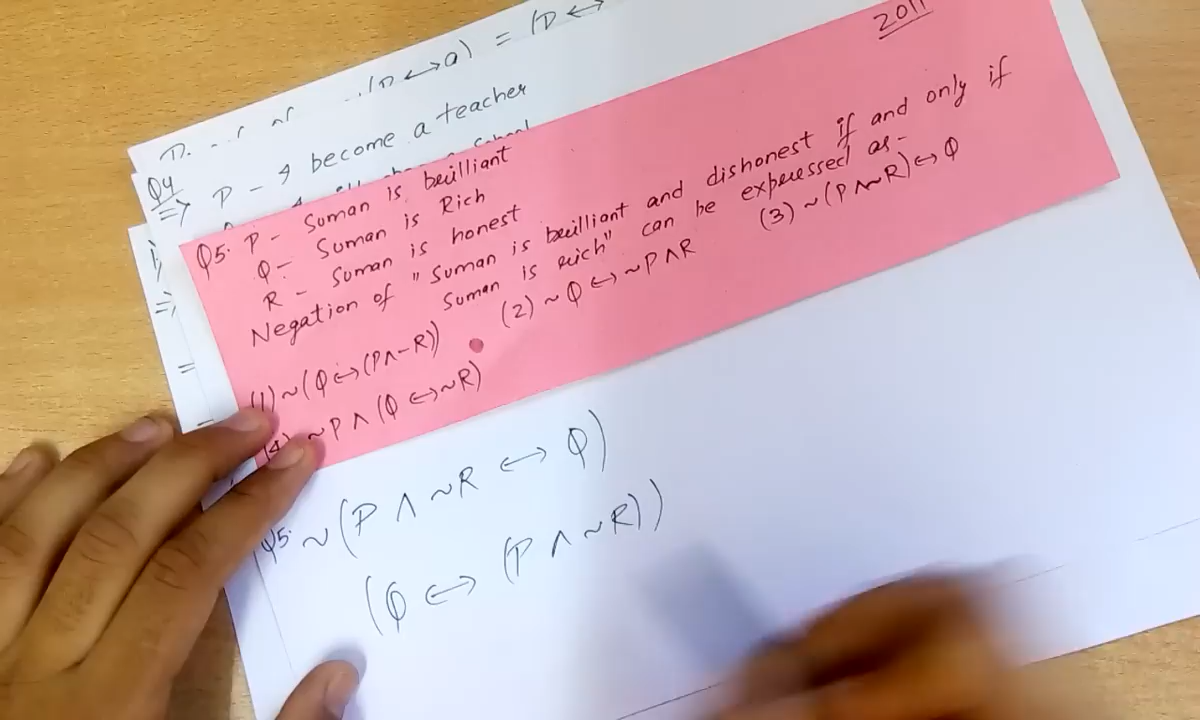 (P ↔
(p ↔ q) =
Q4
⇒ P - I become a teacher
2011
Q5. P - Suman is brilliant
Q - Suman is Rich
R - Suman is honest
Negation of "Suman is brilliant and dishonest if and only if
Suman is rich" can be expressed as -
(1) ~(Q ↔ (P ∧ ~R))
(2) ~Q ↔ ~P ∧ R
(3) ~(P ∧ ~R) ↔ Q
(4) ~P ∧ (Q ↔ ~R)
Q5. ~(P ∧ ~R ↔ Q)
(Q ↔ (P ∧ ~R))